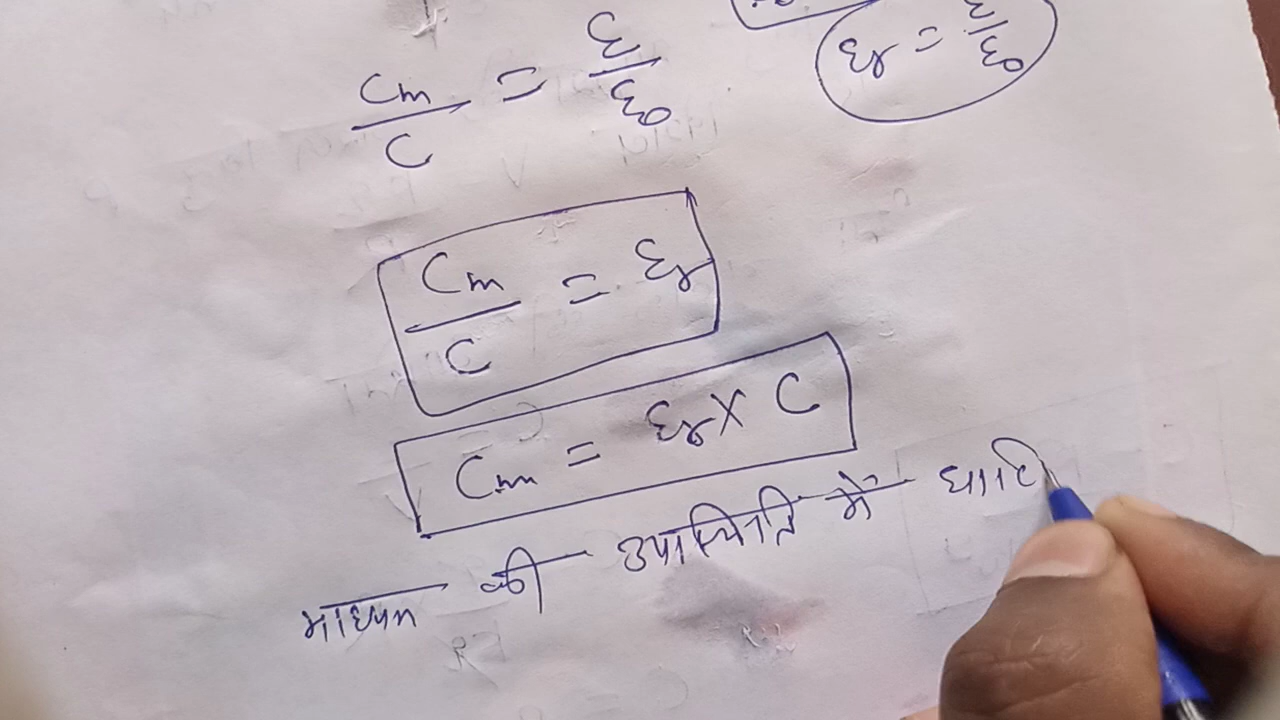 Cm/C = ε/ε0
εr = ε/ε0
Cm/C = εr
Cm = εr × C
माध्यम की उपस्थिति में धारि